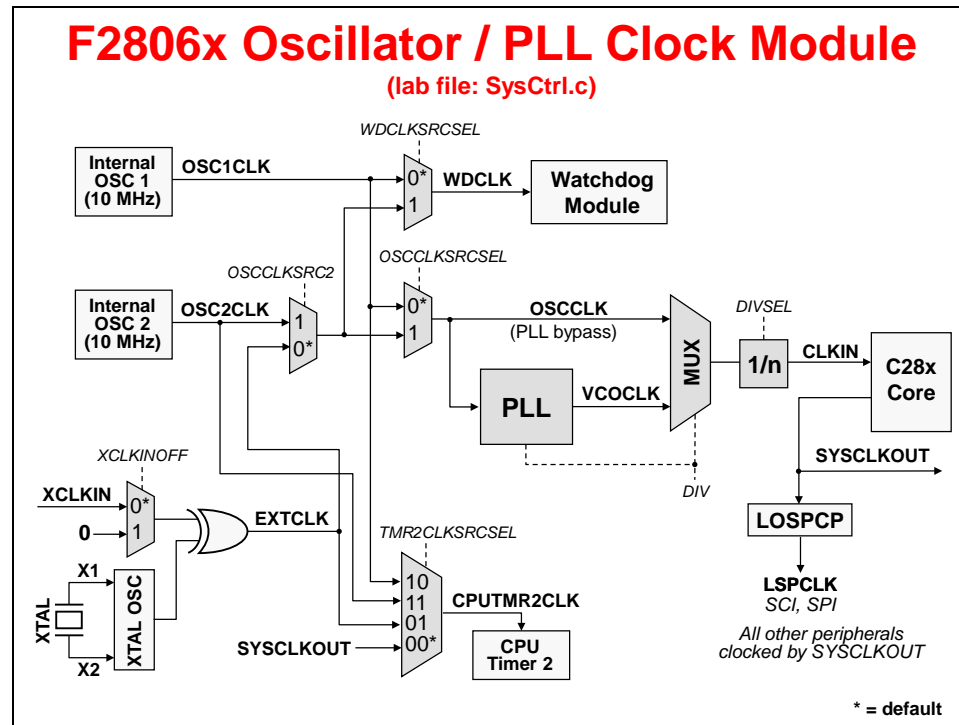 F2806x Oscillator / PLL Clock Module
(lab file: SysCtrl.c)
WDCLKSRCSEL
Internal
OSC 1
(10 MHz)
OSC1CLK
0*
1
WDCLK
Watchdog
Module
OSCCLKSRC2
OSCCLKSRCSEL
Internal
OSC 2
(10 MHz)
OSC2CLK
1
0*
0*
1
OSCCLK
(PLL bypass)
PLL
VCOCLK
MUX
DIV
DIVSEL
1/n
CLKIN
C28x
Core
SYSCLKOUT
LOSPCP
LSPCLK
SCI, SPI
All other peripherals
clocked by SYSCLKOUT
XCLKINOFF
XCLKIN
0*
0
1
EXTCLK
XTAL
X1
X2
XTAL OSC
TMR2CLKSRCSEL
10
11
01
00*
SYSCLKOUT
CPUTMR2CLK
CPU
Timer 2
* = default